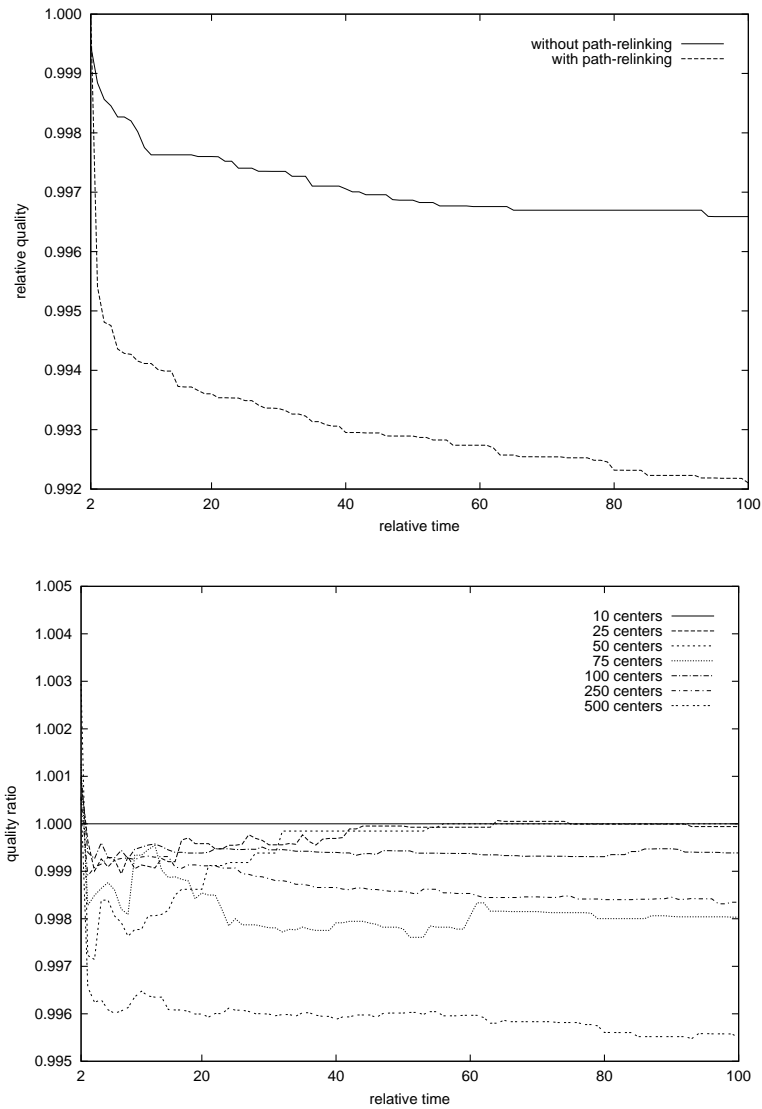 1.000
without path-relinking
with path-relinking
0.999
0.998
0.997
0.996
0.995
0.994
0.993
0.992
relative quality
2 20 40 60 80 100
relative time
1.005
10 centers
25 centers
50 centers
75 centers
100 centers
250 centers
500 centers
1.004
1.003
1.002
1.001
1.000
0.999
0.998
0.997
0.996
0.995
quality ratio
2 20 40 60 80 100
relative time